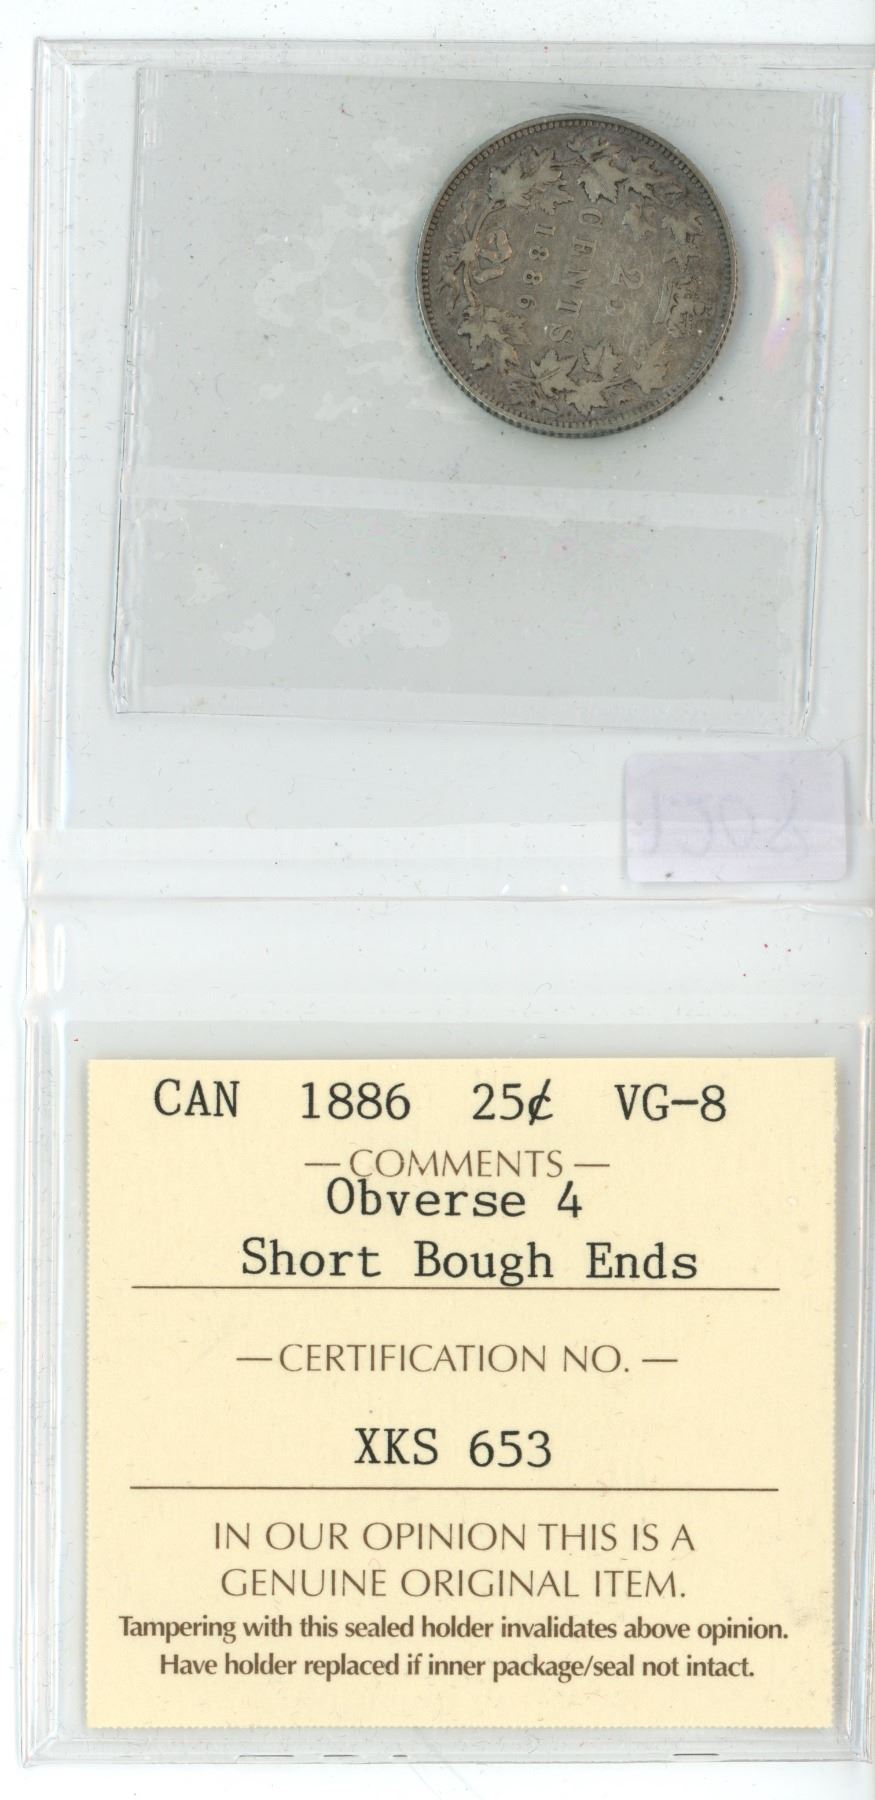 25
CENTS
1886
CAN 1886 25¢ VG-8
—COMMENTS—
Obverse 4
Short Bough Ends
—CERTIFICATION NO.—
XKS 653
IN OUR OPINION THIS IS A
GENUINE ORIGINAL ITEM.
Tampering with this sealed holder invalidates above opinion.
Have holder replaced if inner package/seal not intact.